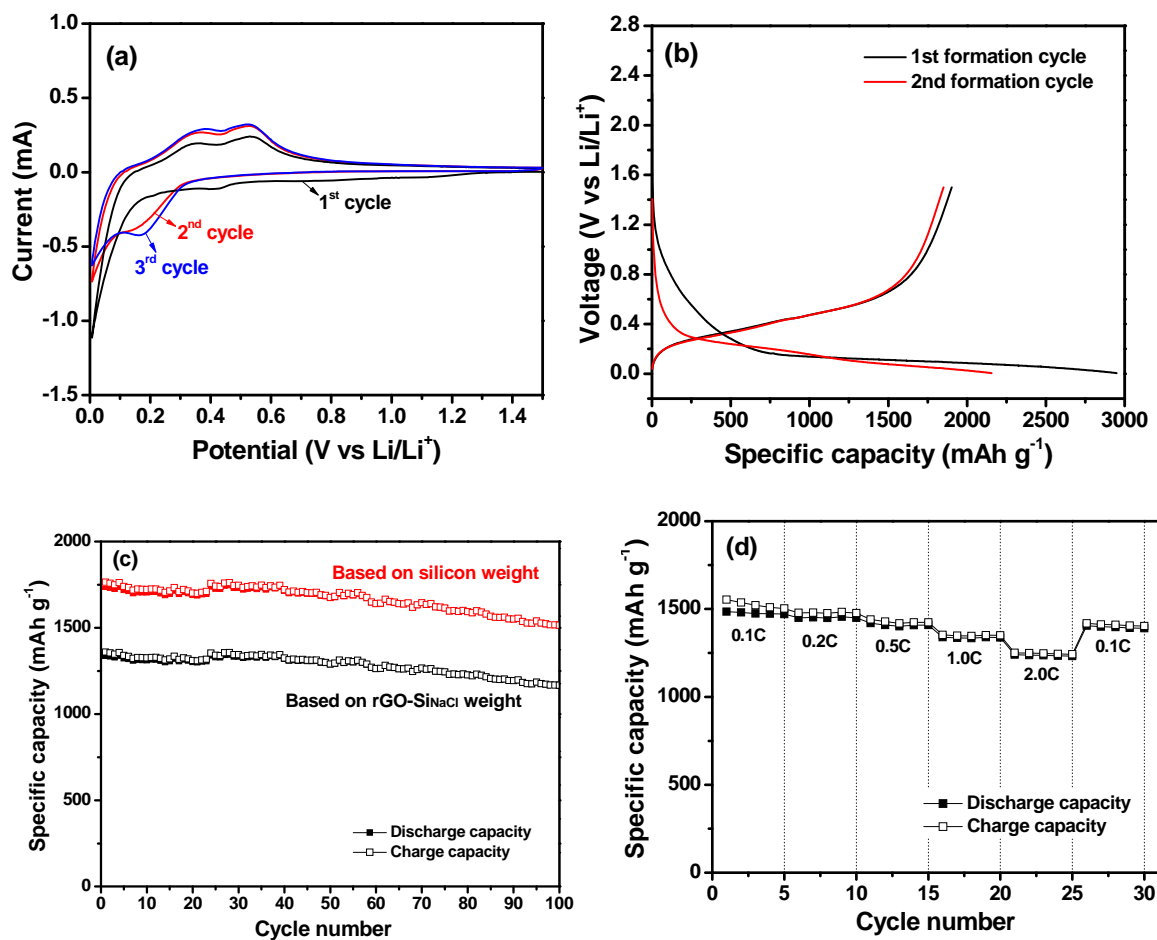 (a)
1.0
0.5
0.0
-0.5
-1.0
-1.5
Current (mA)
1st cycle
2nd cycle
3rd cycle
0.0 0.2 0.4 0.6 0.8 1.0 1.2 1.4
Potential (V vs Li/Li+)
(b)
1st formation cycle
2nd formation cycle
2.8
2.4
2.0
1.6
1.2
0.8
0.4
0.0
Voltage (V vs Li/Li+)
0 500 1000 1500 2000 2500 3000
Specific capacity (mAh g-1)
(c)
2000
1500
1000
500
0
Specific capacity (mAh g-1)
Based on silicon weight
Based on rGO-SiNaCl weight
Discharge capacity
Charge capacity
0 10 20 30 40 50 60 70 80 90 100
Cycle number
(d)
2000
1500
1000
500
0
Specific capacity (mAh g-1)
0.1C 0.2C 0.5C 1.0C 2.0C 0.1C
Discharge capacity
Charge capacity
0 5 10 15 20 25 30
Cycle number